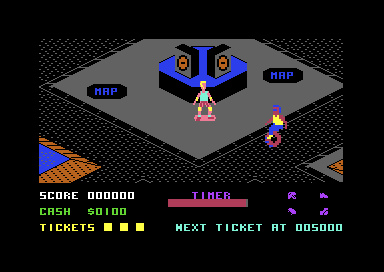 MAP
MAP
SCORE 000000 TIMER
CASH $0100
TICKETS NEXT TICKET AT 005000